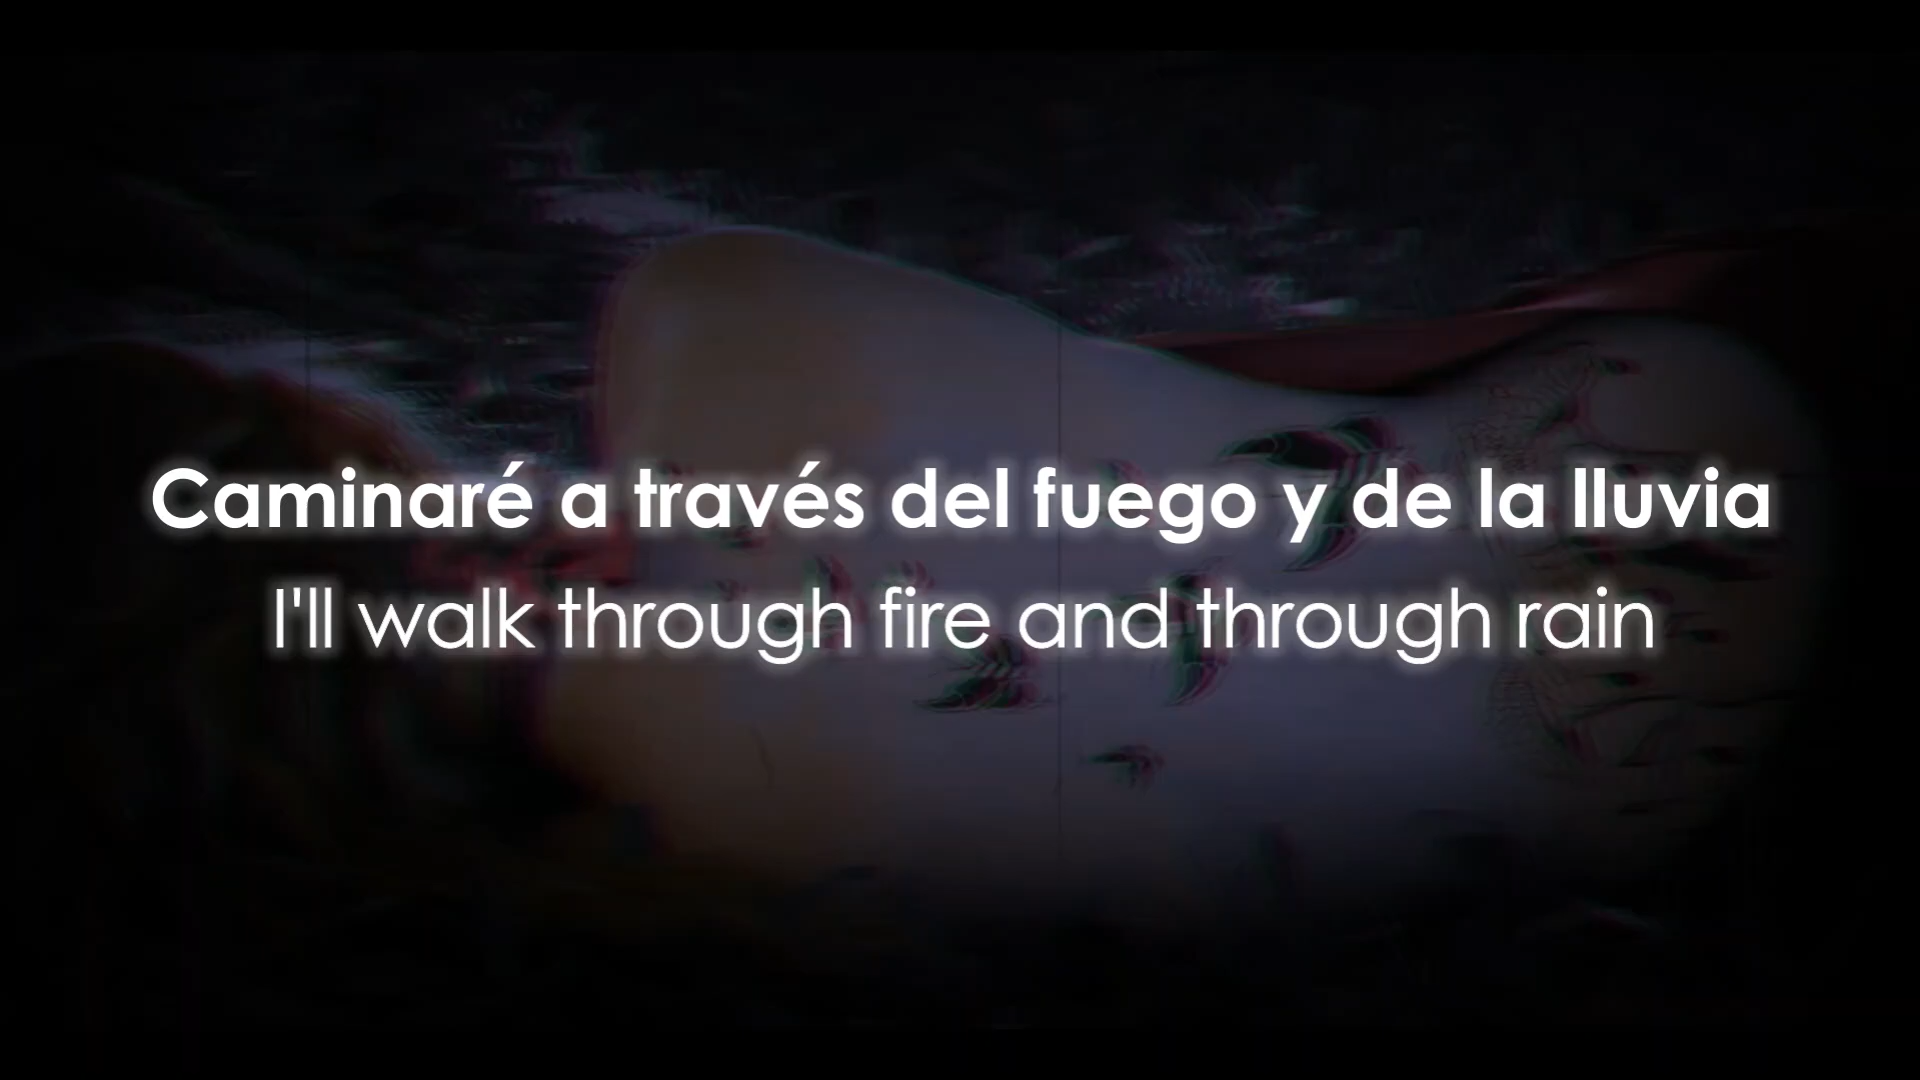 Caminaré a través del fuego y de la lluvia
I'll walk through fire and through rain